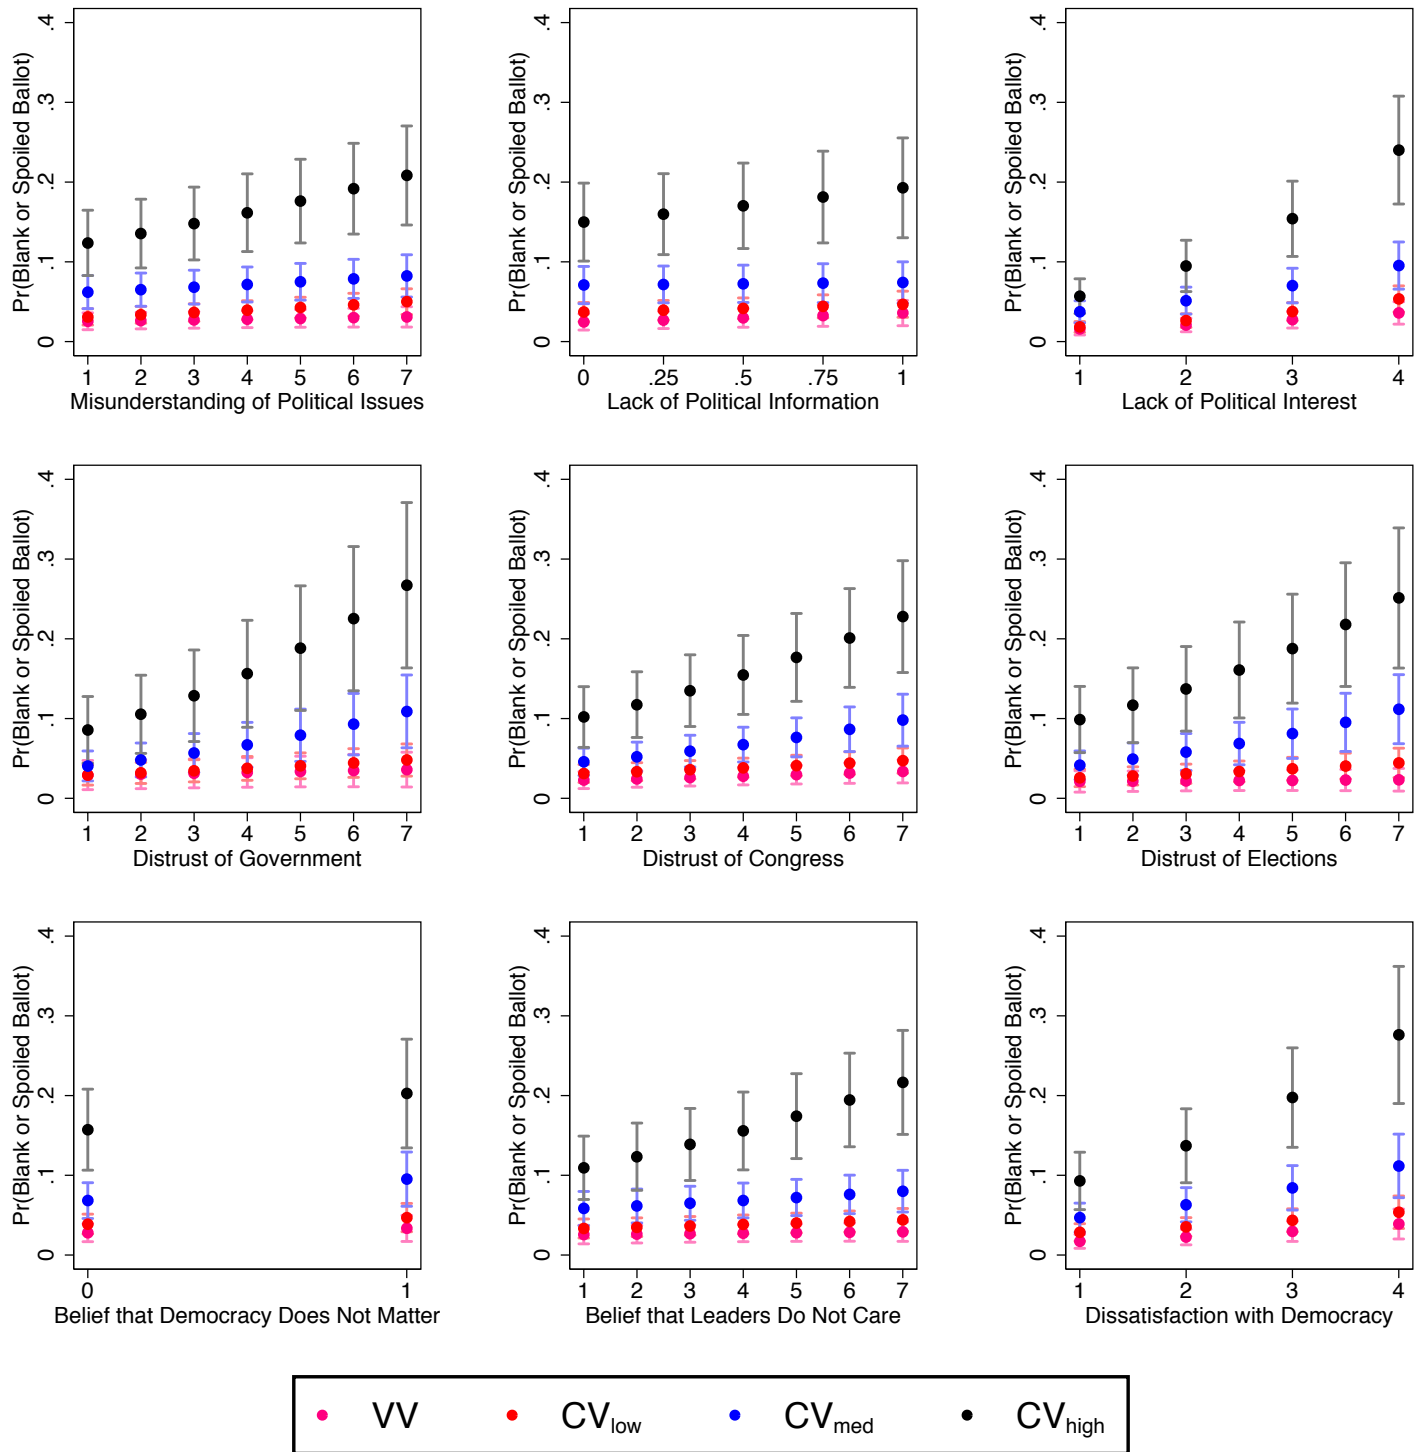 Pr(Blank or Spoiled Ballot)
0 .1 .2 .3 .4
1 2 3 4 5 6 7
Misunderstanding of Political Issues
Pr(Blank or Spoiled Ballot)
0 .1 .2 .3 .4
0 .25 .5 .75 1
Lack of Political Information
Pr(Blank or Spoiled Ballot)
0 .1 .2 .3 .4
1 2 3 4
Lack of Political Interest
Pr(Blank or Spoiled Ballot)
0 .1 .2 .3 .4
1 2 3 4 5 6 7
Distrust of Government
Pr(Blank or Spoiled Ballot)
0 .1 .2 .3 .4
1 2 3 4 5 6 7
Distrust of Congress
Pr(Blank or Spoiled Ballot)
0 .1 .2 .3 .4
1 2 3 4 5 6 7
Distrust of Elections
Pr(Blank or Spoiled Ballot)
0 .1 .2 .3 .4
0 1
Belief that Democracy Does Not Matter
Pr(Blank or Spoiled Ballot)
0 .1 .2 .3 .4
1 2 3 4 5 6 7
Belief that Leaders Do Not Care
Pr(Blank or Spoiled Ballot)
0 .1 .2 .3 .4
1 2 3 4
Dissatisfaction with Democracy
VV CVlow CVmed CVhigh